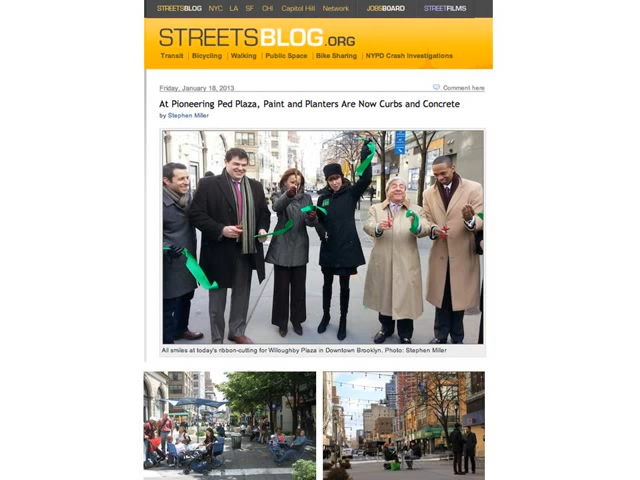 STREETSBLOG NYC LA SF CHI Capitol Hill Network JOBSBOARD STREETFILMS
STREETSBLOG.ORG
Transit | Bicycling | Walking | Public Space | Bike Sharing | NYPD Crash Investigations
Friday, January 18, 2013 Comment here
At Pioneering Ped Plaza, Paint and Planters Are Now Curbs and Concrete
by Stephen Miller
All smiles at today's ribbon-cutting for Willoughby Plaza in Downtown Brooklyn. Photo: Stephen Miller